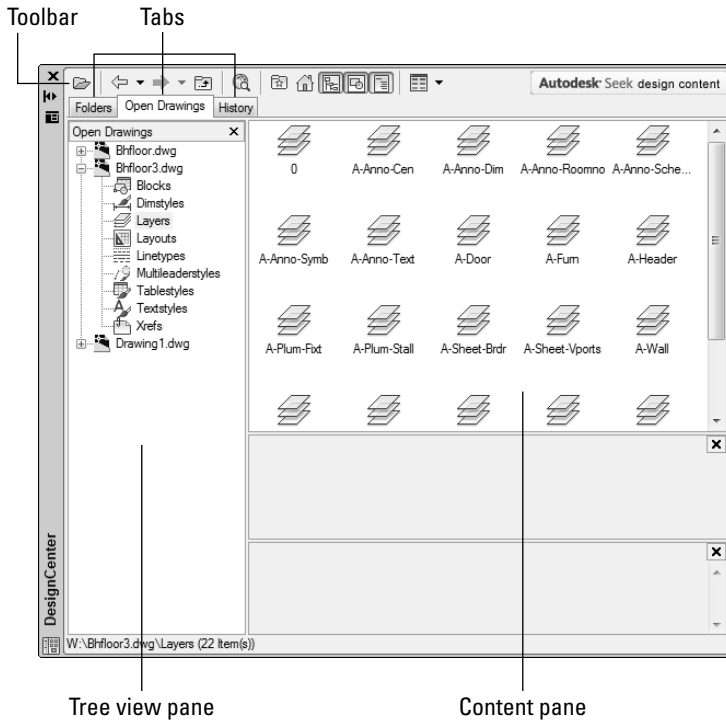 Toolbar Tabs
Autodesk® Seek design content
Folders Open Drawings History
Open Drawings
Bhfloor.dwg
Bhfloor3.dwg
Blocks
Dimstyles
Layers
Layouts
Linetypes
Multileaderstyles
Tablestyles
Textstyles
Xrefs
Drawing1.dwg
0 A-Anno-Cen A-Anno-Dim A-Anno-Roomno A-Anno-Sche...
A-Anno-Symb A-Anno-Text A-Door A-Furn A-Header
A-Plum-Fixt A-Plum-Stall A-Sheet-Brdr A-Sheet-Vports A-Wall
DesignCenter
W:\Bhfloor3.dwg\Layers (22 Item(s))
Tree view pane Content pane